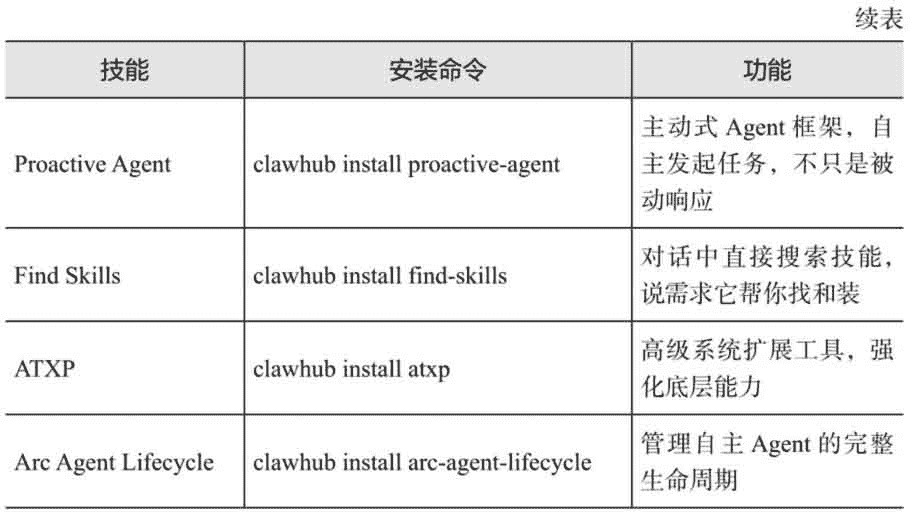 续表
技能 安装命令 功能
Proactive Agent clawhub install proactive-agent 主动式 Agent 框架，自
主发起任务，不只是被
动响应
Find Skills clawhub install find-skills 对话中直接搜索技能，
说需求它帮你找和装
ATXP clawhub install atxp 高级系统扩展工具，强
化底层能力
Arc Agent Lifecycle clawhub install arc-agent-lifecycle 管理自主 Agent 的完整
生命周期